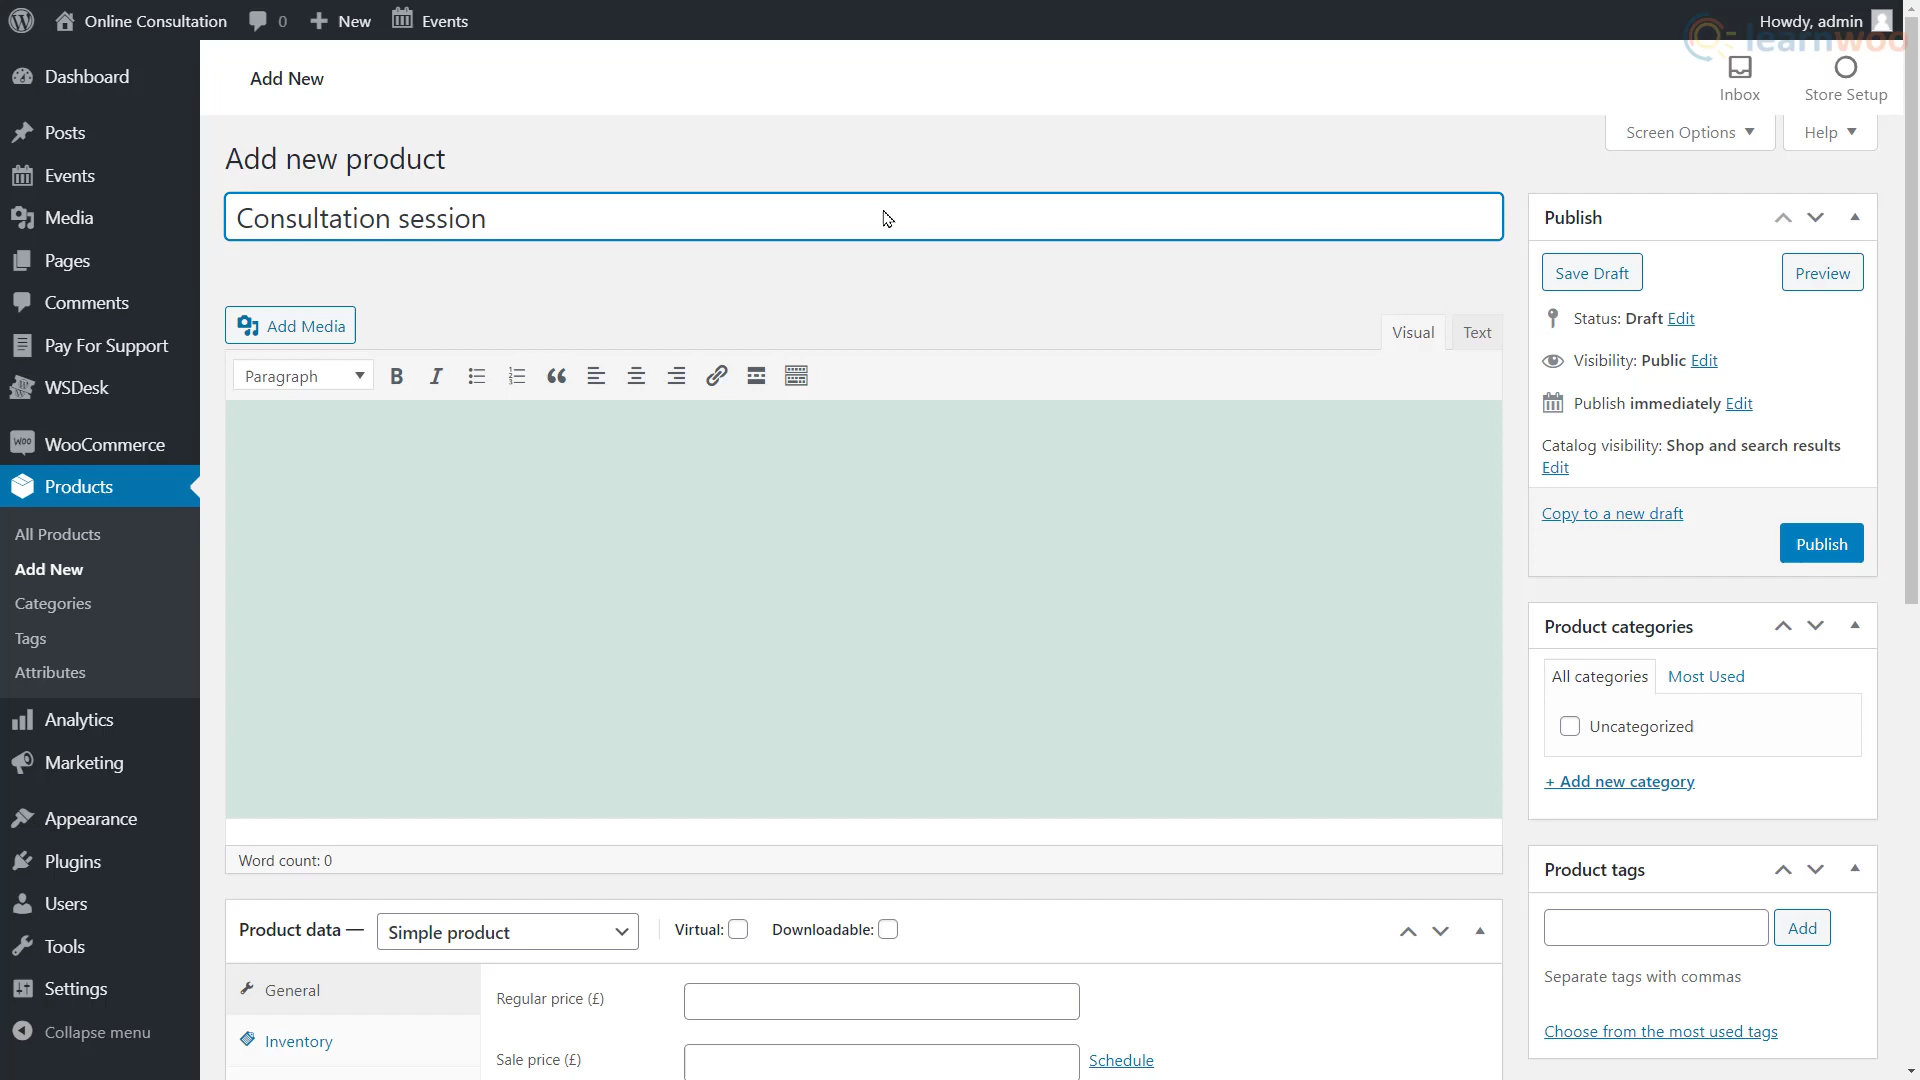 Online Consultation
0
New
Events
Howdy, admin
learnwoo
Dashboard
Posts
Events
Media
Pages
Comments
Pay For Support
WSDesk
WooCommerce
Products
All Products
Add New
Categories
Tags
Attributes
Analytics
Marketing
Appearance
Plugins
Users
Tools
Settings
Collapse menu
Add New
Inbox
Store Setup
Screen Options
Help
Add new product
Consultation session
Add Media
Visual
Text
Paragraph
Word count: 0
Product data —
Simple product
Virtual:
Downloadable:
General
Inventory
Regular price (£)
Sale price (£)
Schedule
Publish
Save Draft
Preview
Status: Draft Edit
Visibility: Public Edit
Publish immediately Edit
Catalog visibility: Shop and search results
Edit
Copy to a new draft
Publish
Product categories
All categories
Most Used
Uncategorized
+ Add new category
Product tags
Add
Separate tags with commas
Choose from the most used tags